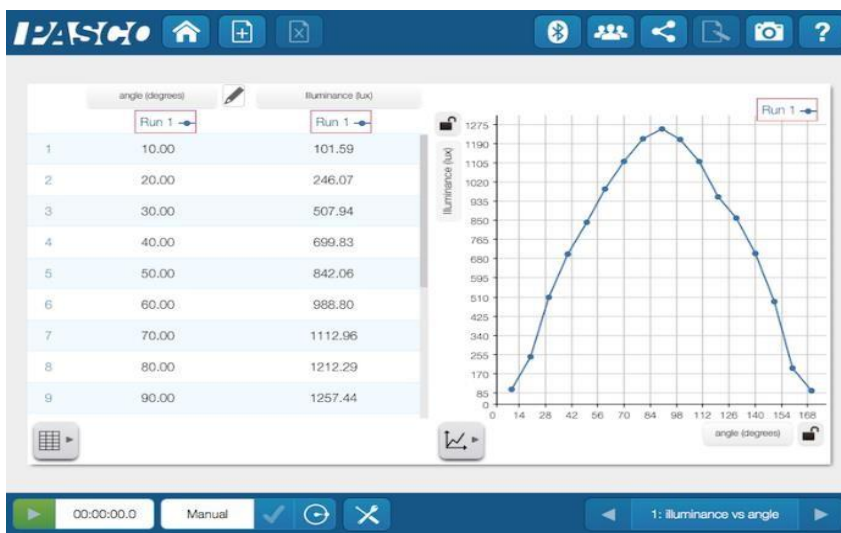 PASCO
?
angle (degrees) Illuminance (lux)
Run 1 Run 1
1 10.00 101.59
2 20.00 246.07
3 30.00 507.94
4 40.00 699.83
5 50.00 842.06
6 60.00 988.80
7 70.00 1112.96
8 80.00 1212.29
9 90.00 1257.44
Run 1
Illuminance (lux)
1275
1190
1105
1020
935
850
765
680
595
510
425
340
255
170
85
0
0 14 28 42 56 70 84 98 112 126 140 154 168
angle (degrees)
00:00:00.0 Manual 1: illuminance vs angle